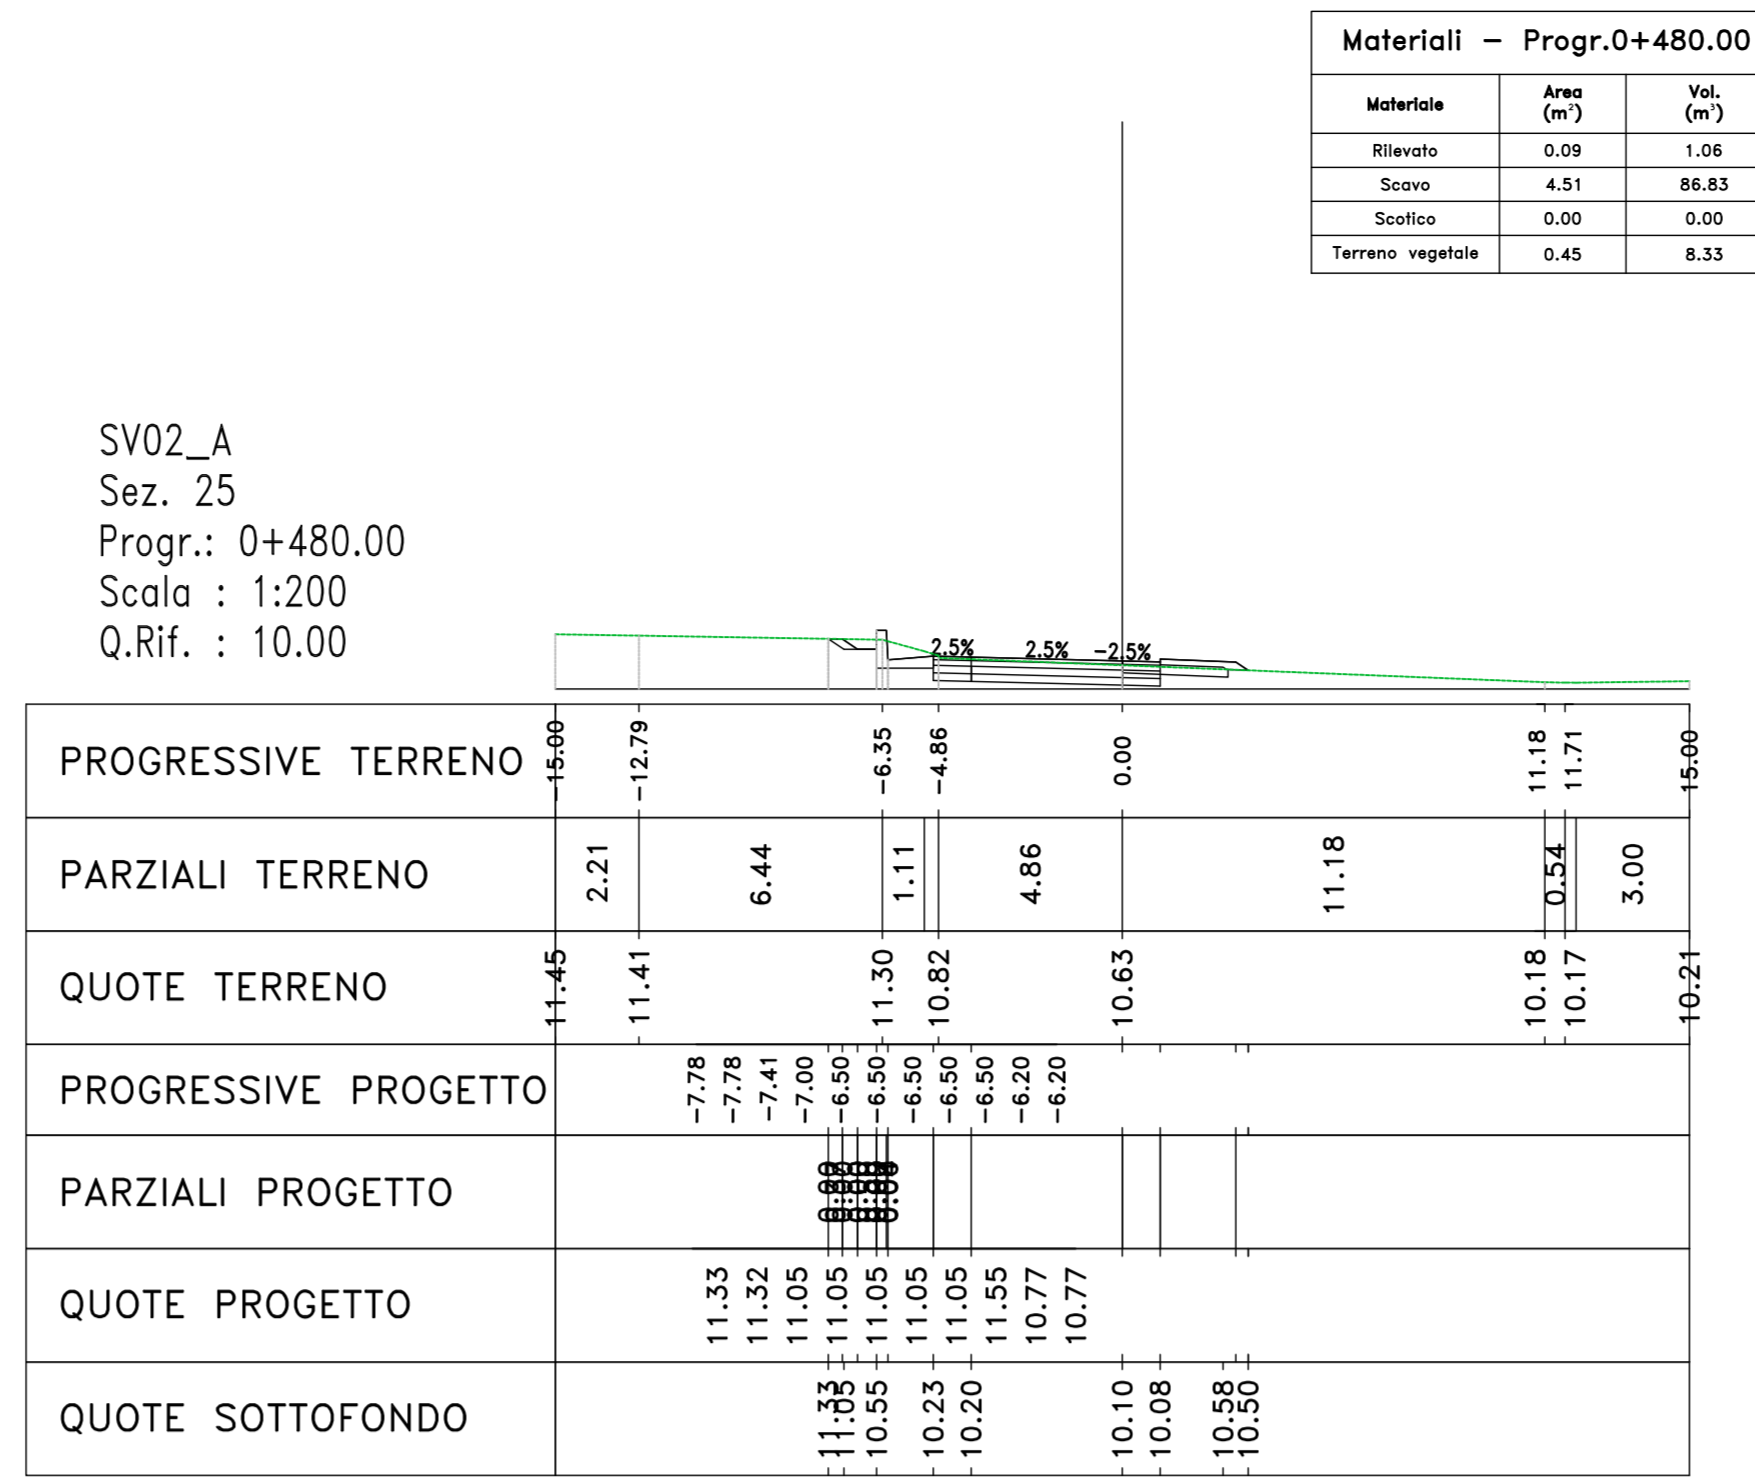 Materiali - Progr.0+480.00
Materiale Area (m²) Vol. (m³)
Rilevato 0.09 1.06
Scavo 4.51 86.83
Scotico 0.00 0.00
Terreno vegetale 0.45 8.33
SV02_A
Sez. 25
Progr.: 0+480.00
Scala : 1:200
Q.Rif. : 10.00
2.5% 2.5% -2.5%
PROGRESSIVE TERRENO -15.00 -12.79 -6.35 -4.86 0.00 11.18 11.71 15.00
PARZIALI TERRENO 2.21 6.44 1.11 4.86 11.18 0.54 3.00
QUOTE TERRENO 11.45 11.41 11.30 10.82 10.63 10.18 10.17 10.21
PROGRESSIVE PROGETTO -7.78 -7.78 -7.41 -7.00 -6.50 -6.50 -6.50 -6.50 -6.50 -6.20 -6.20
PARZIALI PROGETTO
QUOTE PROGETTO 11.33 11.32 11.05 11.05 11.05 11.05 11.05 11.55 10.77 10.77
QUOTE SOTTOFONDO 11.33 11.05 10.55 10.23 10.20 10.10 10.08 10.58 10.50